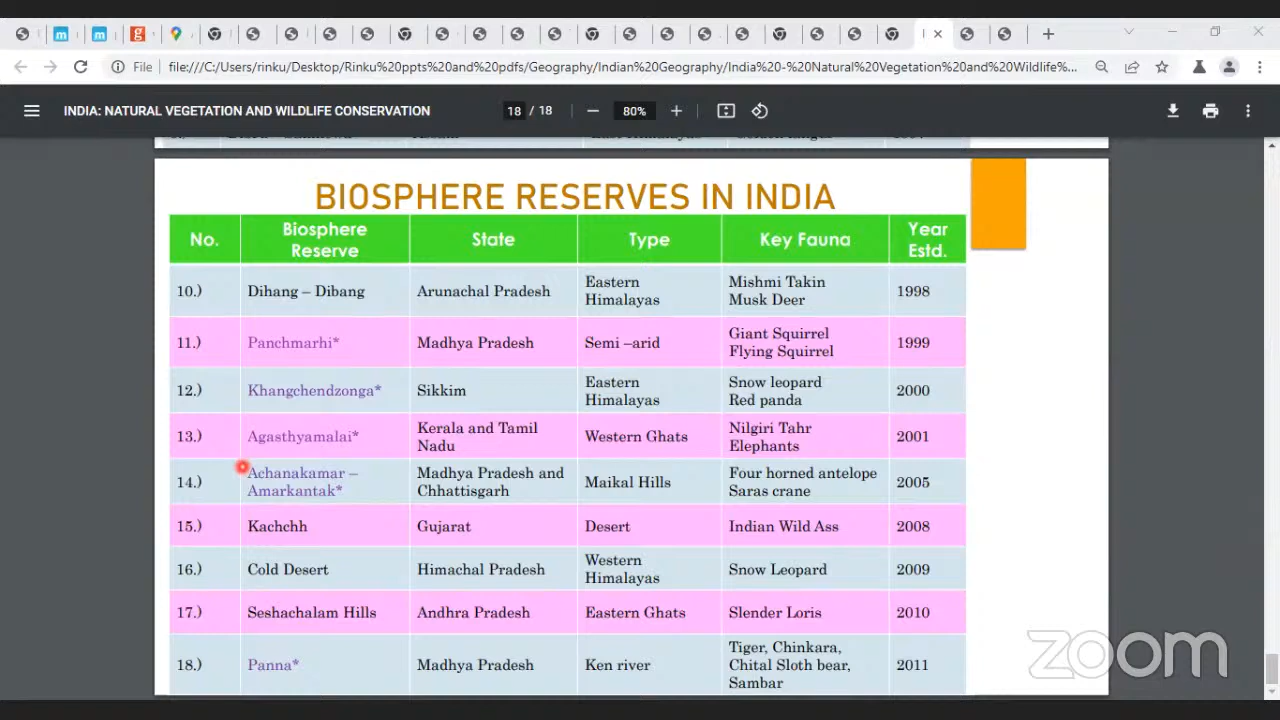 File
file:///C:/Users/rinku/Desktop/Rinku%20ppts%20and%20pdfs/Geography/Indian%20Geography/India%20-%20Natural%20Vegetation%20and%20Wildlife%...
INDIA: NATURAL VEGETATION AND WILDLIFE CONSERVATION
18 / 18
80%
BIOSPHERE RESERVES IN INDIA
No. Biosphere Reserve State Type Key Fauna Year Estd.
10.) Dihang – Dibang Arunachal Pradesh Eastern Himalayas Mishmi Takin Musk Deer 1998
11.) Panchmarhi* Madhya Pradesh Semi –arid Giant Squirrel Flying Squirrel 1999
12.) Khangchendzonga* Sikkim Eastern Himalayas Snow leopard Red panda 2000
13.) Agasthyamalai* Kerala and Tamil Nadu Western Ghats Nilgiri Tahr Elephants 2001
14.) Achanakamar – Amarkantak* Madhya Pradesh and Chhattisgarh Maikal Hills Four horned antelope Saras crane 2005
15.) Kachchh Gujarat Desert Indian Wild Ass 2008
16.) Cold Desert Himachal Pradesh Western Himalayas Snow Leopard 2009
17.) Seshachalam Hills Andhra Pradesh Eastern Ghats Slender Loris 2010
18.) Panna* Madhya Pradesh Ken river Tiger, Chinkara, Chital Sloth bear, Sambar 2011
zoom